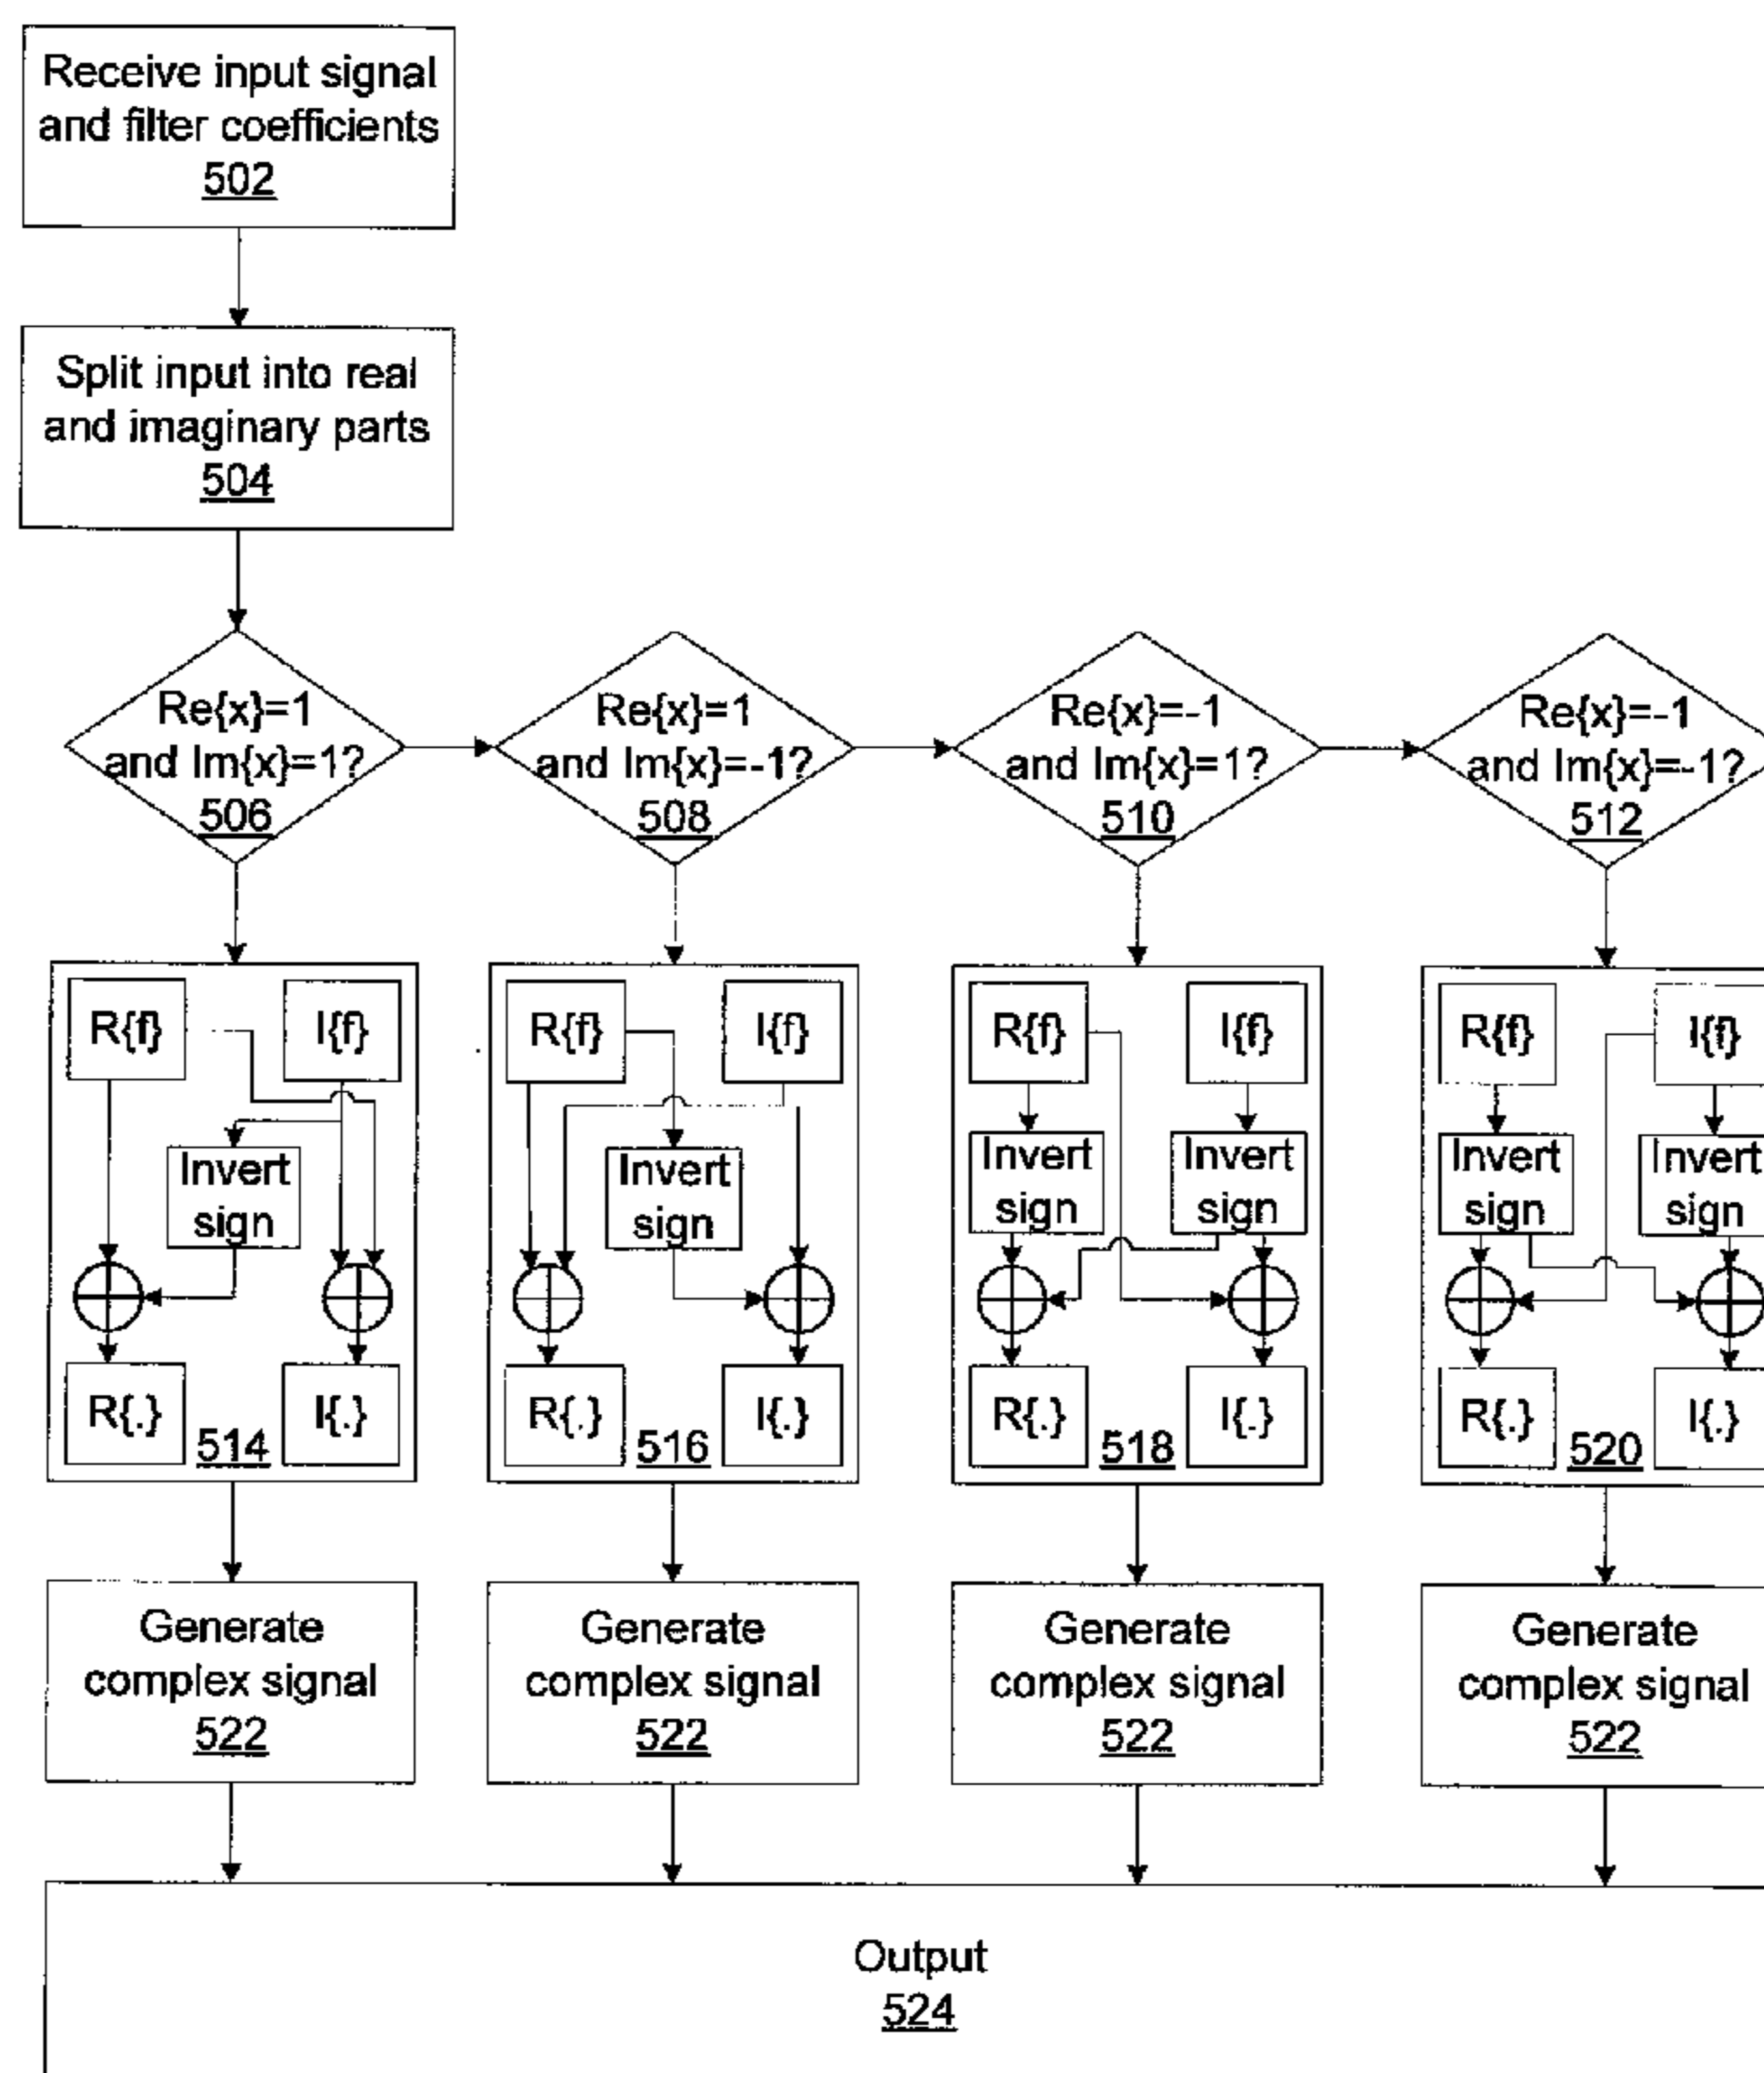 Receive input signal
and filter coefficients
502
Split input into real
and imaginary parts
504
Re{x}=1
and Im{x}=1?
506
Re{x}=1
and Im{x}=-1?
508
Re{x}=-1
and Im{x}=1?
510
Re{x}=-1
and Im{x}=-1?
512
R{f}
I{f}
Invert
sign
R{.}
514
I{.}
R{f}
I{f}
Invert
sign
R{.}
516
I{.}
R{f}
I{f}
Invert
sign
Invert
sign
R{.}
518
I{.}
R{f}
I{f}
Invert
sign
Invert
sign
R{.}
520
I{.}
Generate
complex signal
522
Generate
complex signal
522
Generate
complex signal
522
Generate
complex signal
522
Output
524